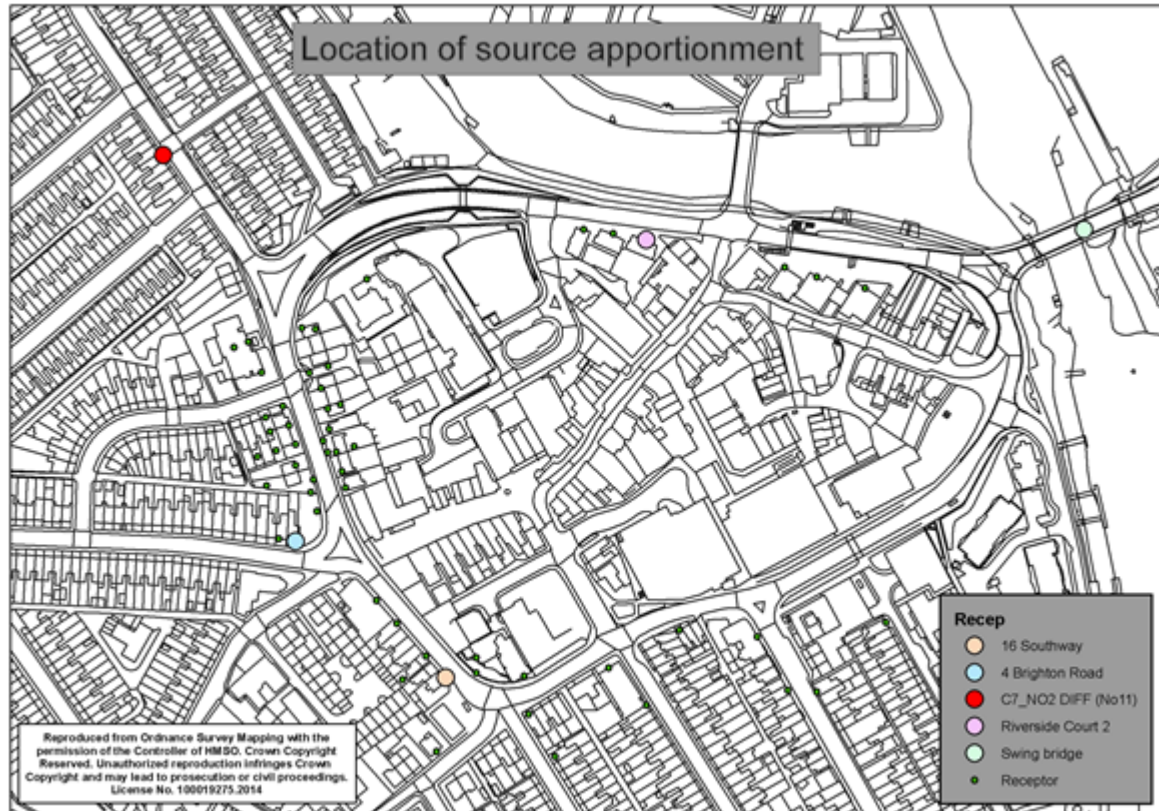 Location of source apportionment
Recep
16 Southway
4 Brighton Road
C7_NO2 DIFF (No11)
Riverside Court 2
Swing bridge
Receptor
Reproduced from Ordnance Survey Mapping with the
permission of the Controller of HMSO. Crown Copyright
Reserved. Unauthorized reproduction infringes Crown
Copyright and may lead to prosecution or civil proceedings.
License No. 100019275.2014